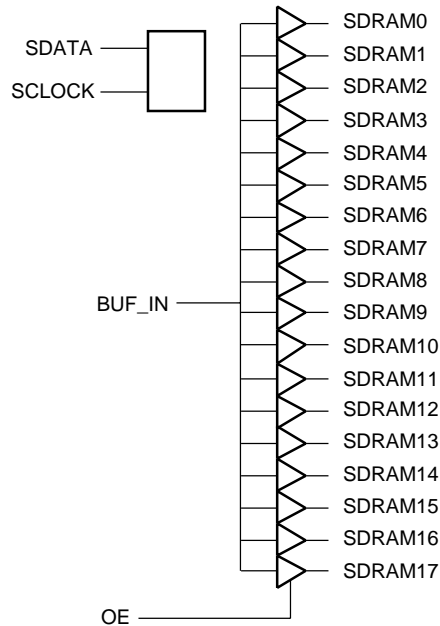 SDATA
SCLOCK
BUF_IN
OE
SDRAM0
SDRAM1
SDRAM2
SDRAM3
SDRAM4
SDRAM5
SDRAM6
SDRAM7
SDRAM8
SDRAM9
SDRAM10
SDRAM11
SDRAM12
SDRAM13
SDRAM14
SDRAM15
SDRAM16
SDRAM17